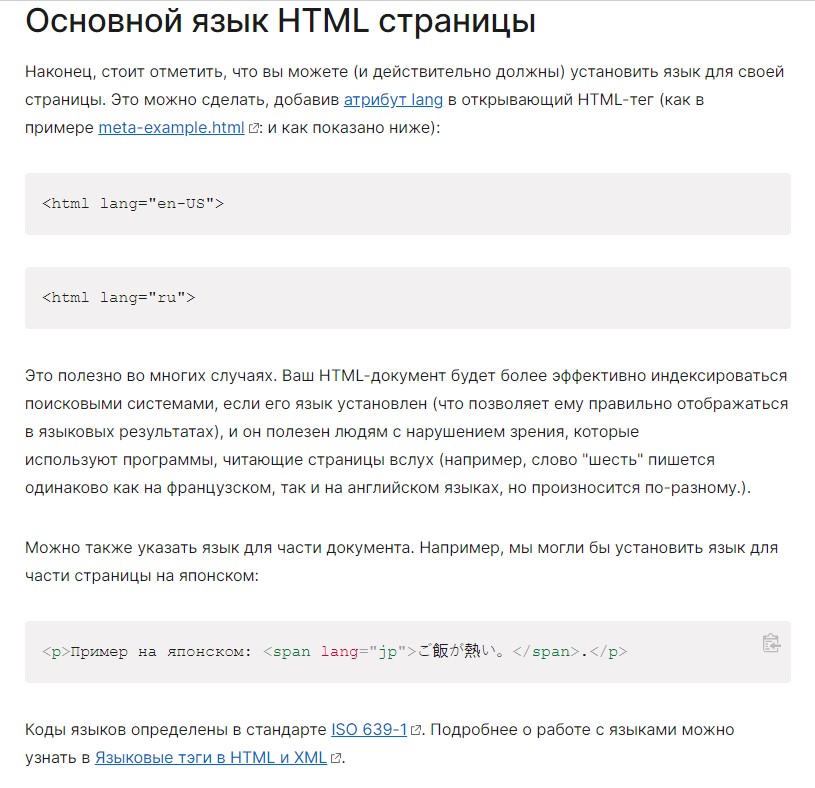 Основной язык HTML страницы
Наконец, стоит отметить, что вы можете (и действительно должны) установить язык для своей
страницы. Это можно сделать, добавив атрибут lang в открывающий HTML-тег (как в
примере meta-example.html: и как показано ниже):
<html lang="en-US">
<html lang="ru">
Это полезно во многих случаях. Ваш HTML-документ будет более эффективно индексироваться
поисковыми системами, если его язык установлен (что позволяет ему правильно отображаться
в языковых результатах), и он полезен людям с нарушением зрения, которые
используют программы, читающие страницы вслух (например, слово "шесть" пишется
одинаково как на французском, так и на английском языках, но произносится по-разному.).
Можно также указать язык для части документа. Например, мы могли бы установить язык для
части страницы на японском:
<p>Пример на японском: <span lang="jp">ご飯が熱い。</span>.</p>
Коды языков определены в стандарте ISO 639-1. Подробнее о работе с языками можно
узнать в Языковые тэги в HTML и XML.